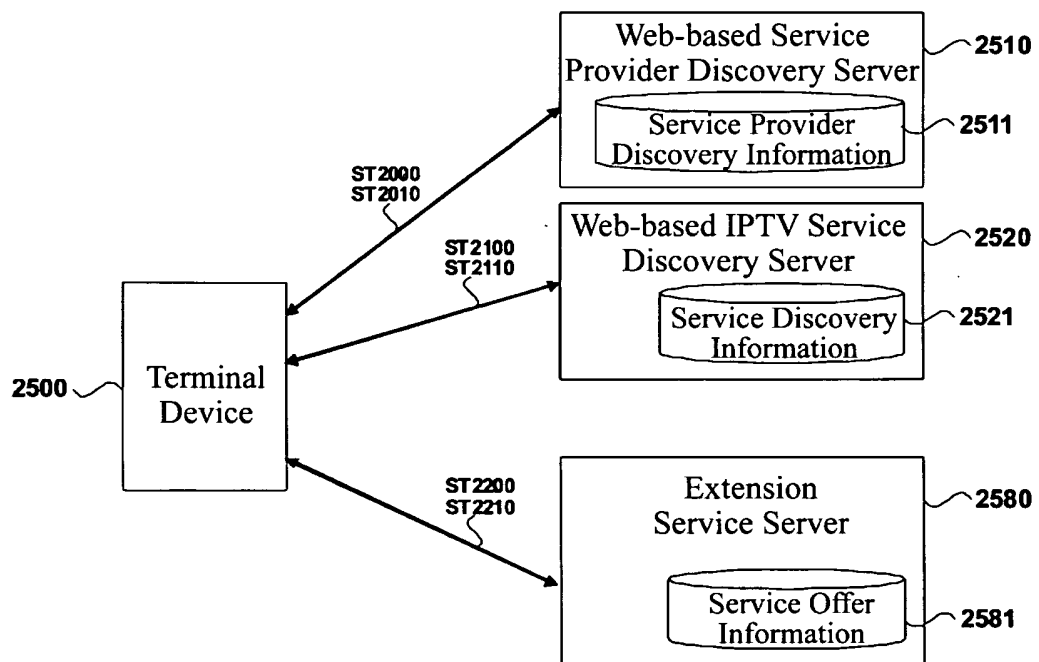 Web-based Service
Provider Discovery Server
2510
Service Provider
Discovery Information
2511
ST2000
ST2010
Web-based IPTV Service
Discovery Server
2520
Service Discovery
Information
2521
ST2100
ST2110
2500
Terminal
Device
ST2200
ST2210
Extension
Service Server
2580
Service Offer
Information
2581